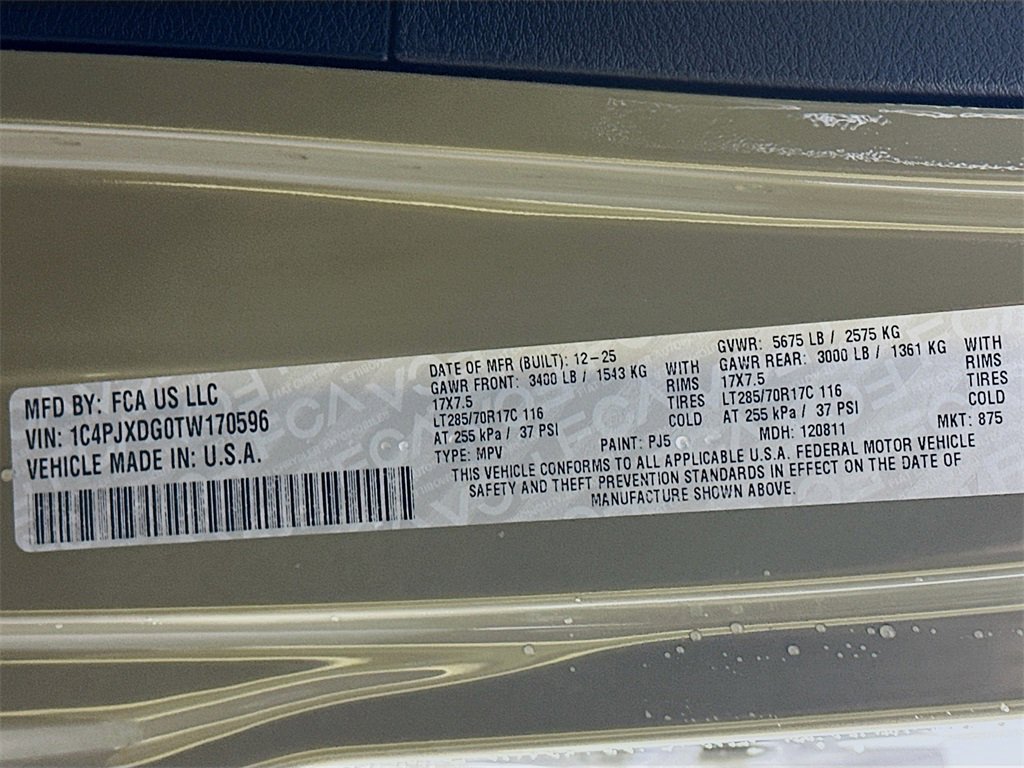 MFD BY: FCA US LLC
VIN: 1C4PJXDG0TW170596
VEHICLE MADE IN: U.S.A.
DATE OF MFR (BUILT): 12-25
GAWR FRONT: 3400 LB / 1543 KG WITH
17X7.5 RIMS
LT285/70R17C 116 TIRES
AT 255 kPa / 37 PSI COLD
TYPE: MPV
GVWR: 5675 LB / 2575 KG
GAWR REAR: 3000 LB / 1361 KG WITH
17X7.5 RIMS
LT285/70R17C 116 TIRES
AT 255 kPa / 37 PSI COLD
PAINT: PJ5 MDH: 120811 MKT: 875
THIS VEHICLE CONFORMS TO ALL APPLICABLE U.S.A. FEDERAL MOTOR VEHICLE
SAFETY AND THEFT PREVENTION STANDARDS IN EFFECT ON THE DATE OF
MANUFACTURE SHOWN ABOVE.